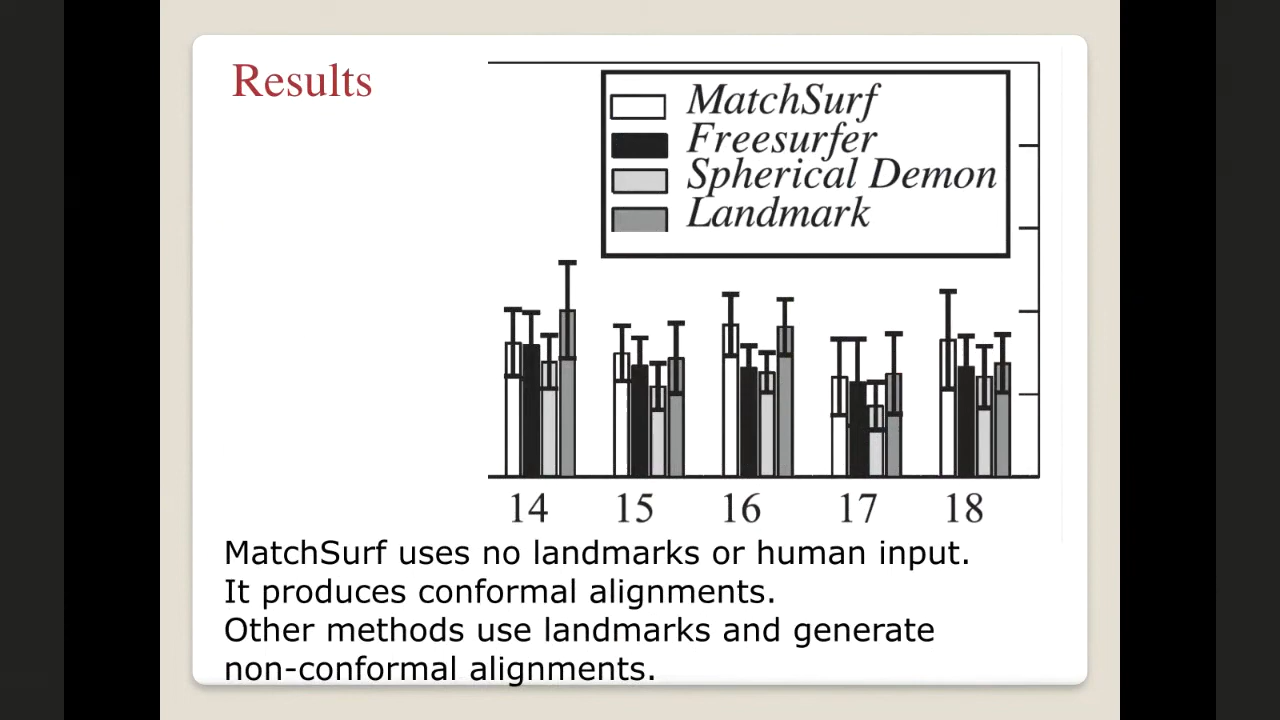 Results
MatchSurf
Freesurfer
Spherical Demon
Landmark
14 15 16 17 18
MatchSurf uses no landmarks or human input.
It produces conformal alignments.
Other methods use landmarks and generate
non-conformal alignments.